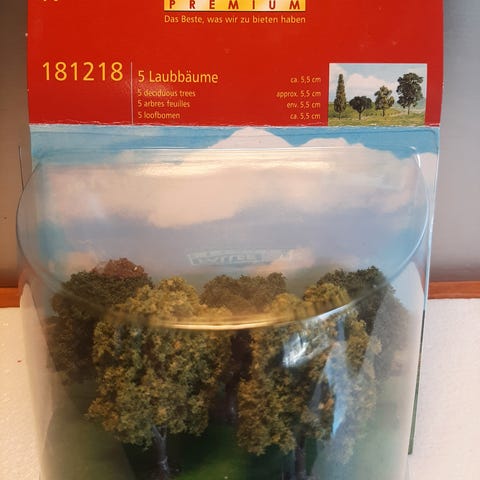 PREMIUM
Das Beste, was wir zu bieten haben
181218
5 Laubbäume ca. 5,5 cm
5 deciduous trees approx. 5,5 cm
5 arbres feuilles env. 5,5 cm
5 loofbomen ca. 5,5 cm
FALLER